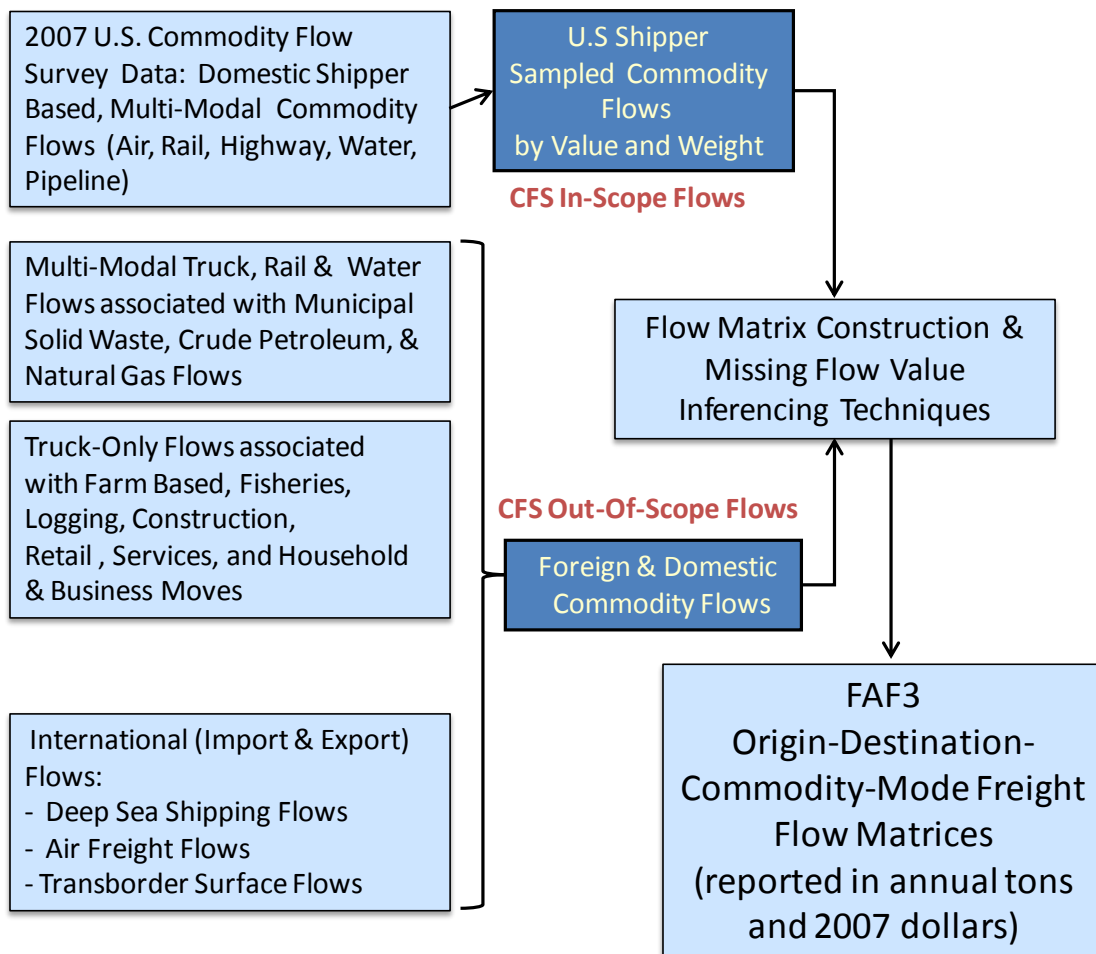 2007 U.S. Commodity Flow
Survey Data: Domestic Shipper
Based, Multi-Modal Commodity
Flows (Air, Rail, Highway, Water,
Pipeline)
U.S Shipper
Sampled Commodity
Flows
by Value and Weight
CFS In-Scope Flows
Multi-Modal Truck, Rail & Water
Flows associated with Municipal
Solid Waste, Crude Petroleum, &
Natural Gas Flows
Flow Matrix Construction &
Missing Flow Value
Inferencing Techniques
Truck-Only Flows associated
with Farm Based, Fisheries,
Logging, Construction,
Retail , Services, and Household
& Business Moves
CFS Out-Of-Scope Flows
Foreign & Domestic
Commodity Flows
International (Import & Export)
Flows:
- Deep Sea Shipping Flows
- Air Freight Flows
- Transborder Surface Flows
FAF3
Origin-Destination-
Commodity-Mode Freight
Flow Matrices
(reported in annual tons
and 2007 dollars)